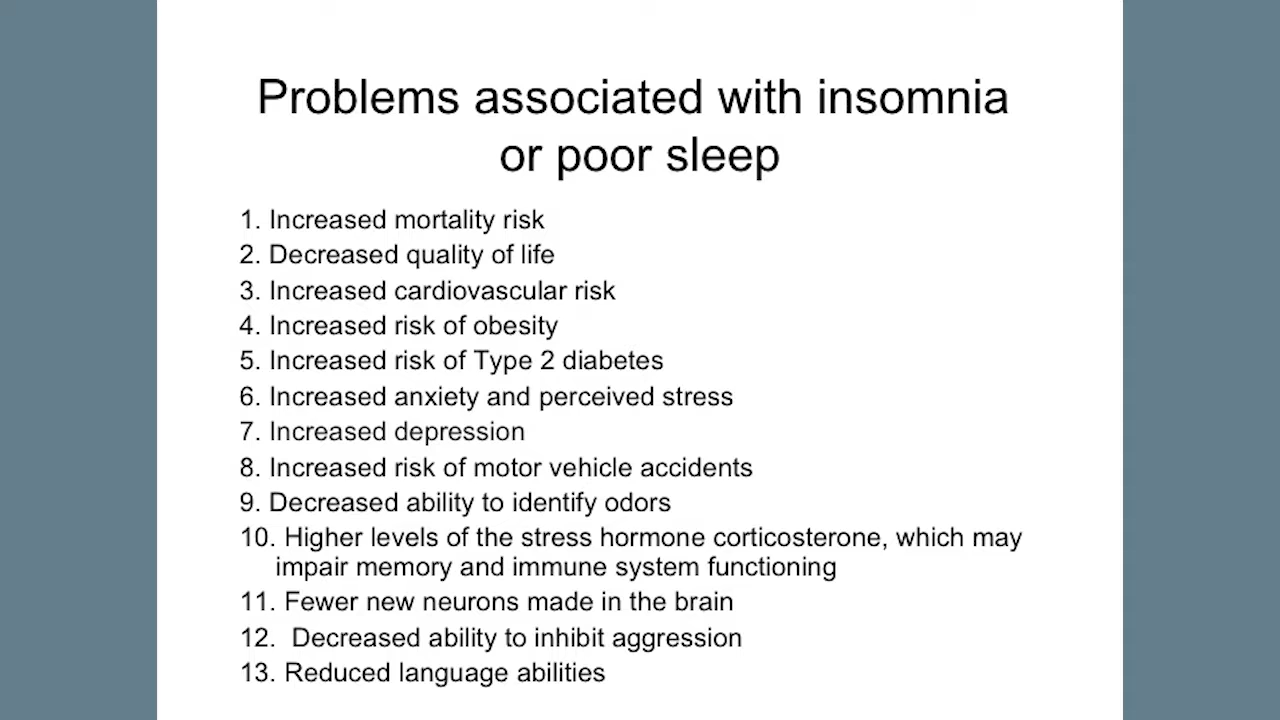 Problems associated with insomnia
or poor sleep
1. Increased mortality risk
2. Decreased quality of life
3. Increased cardiovascular risk
4. Increased risk of obesity
5. Increased risk of Type 2 diabetes
6. Increased anxiety and perceived stress
7. Increased depression
8. Increased risk of motor vehicle accidents
9. Decreased ability to identify odors
10. Higher levels of the stress hormone corticosterone, which may
impair memory and immune system functioning
11. Fewer new neurons made in the brain
12.  Decreased ability to inhibit aggression
13. Reduced language abilities